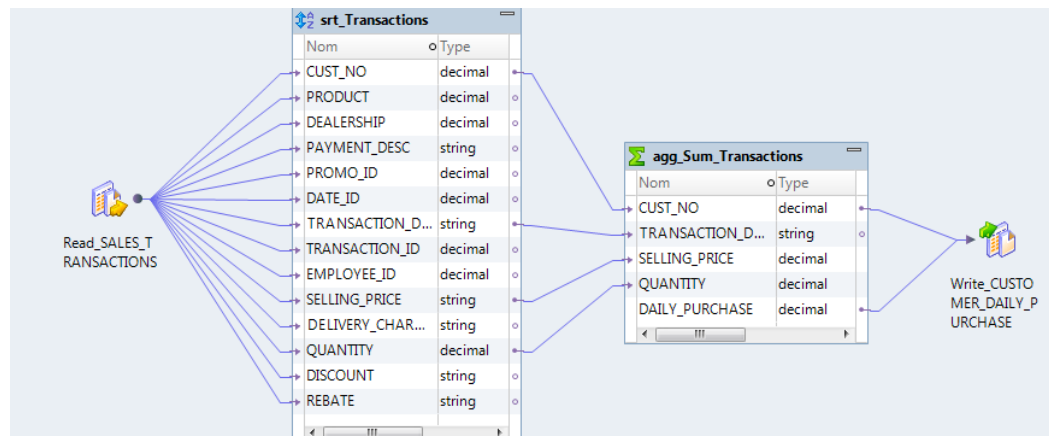 srt_Transactions
Nom Type
CUST_NO decimal
PRODUCT decimal
DEALERSHIP decimal
PAYMENT_DESC string
PROMO_ID decimal
DATE_ID decimal
TRANSACTION_D... string
TRANSACTION_ID decimal
EMPLOYEE_ID decimal
SELLING_PRICE string
DELIVERY_CHAR... string
QUANTITY decimal
DISCOUNT string
REBATE string
Read_SALES_T
RANSACTIONS
agg_Sum_Transactions
Nom Type
CUST_NO decimal
TRANSACTION_D... string
SELLING_PRICE decimal
QUANTITY decimal
DAILY_PURCHASE decimal
Write_CUSTO
MER_DAILY_P
URCHASE